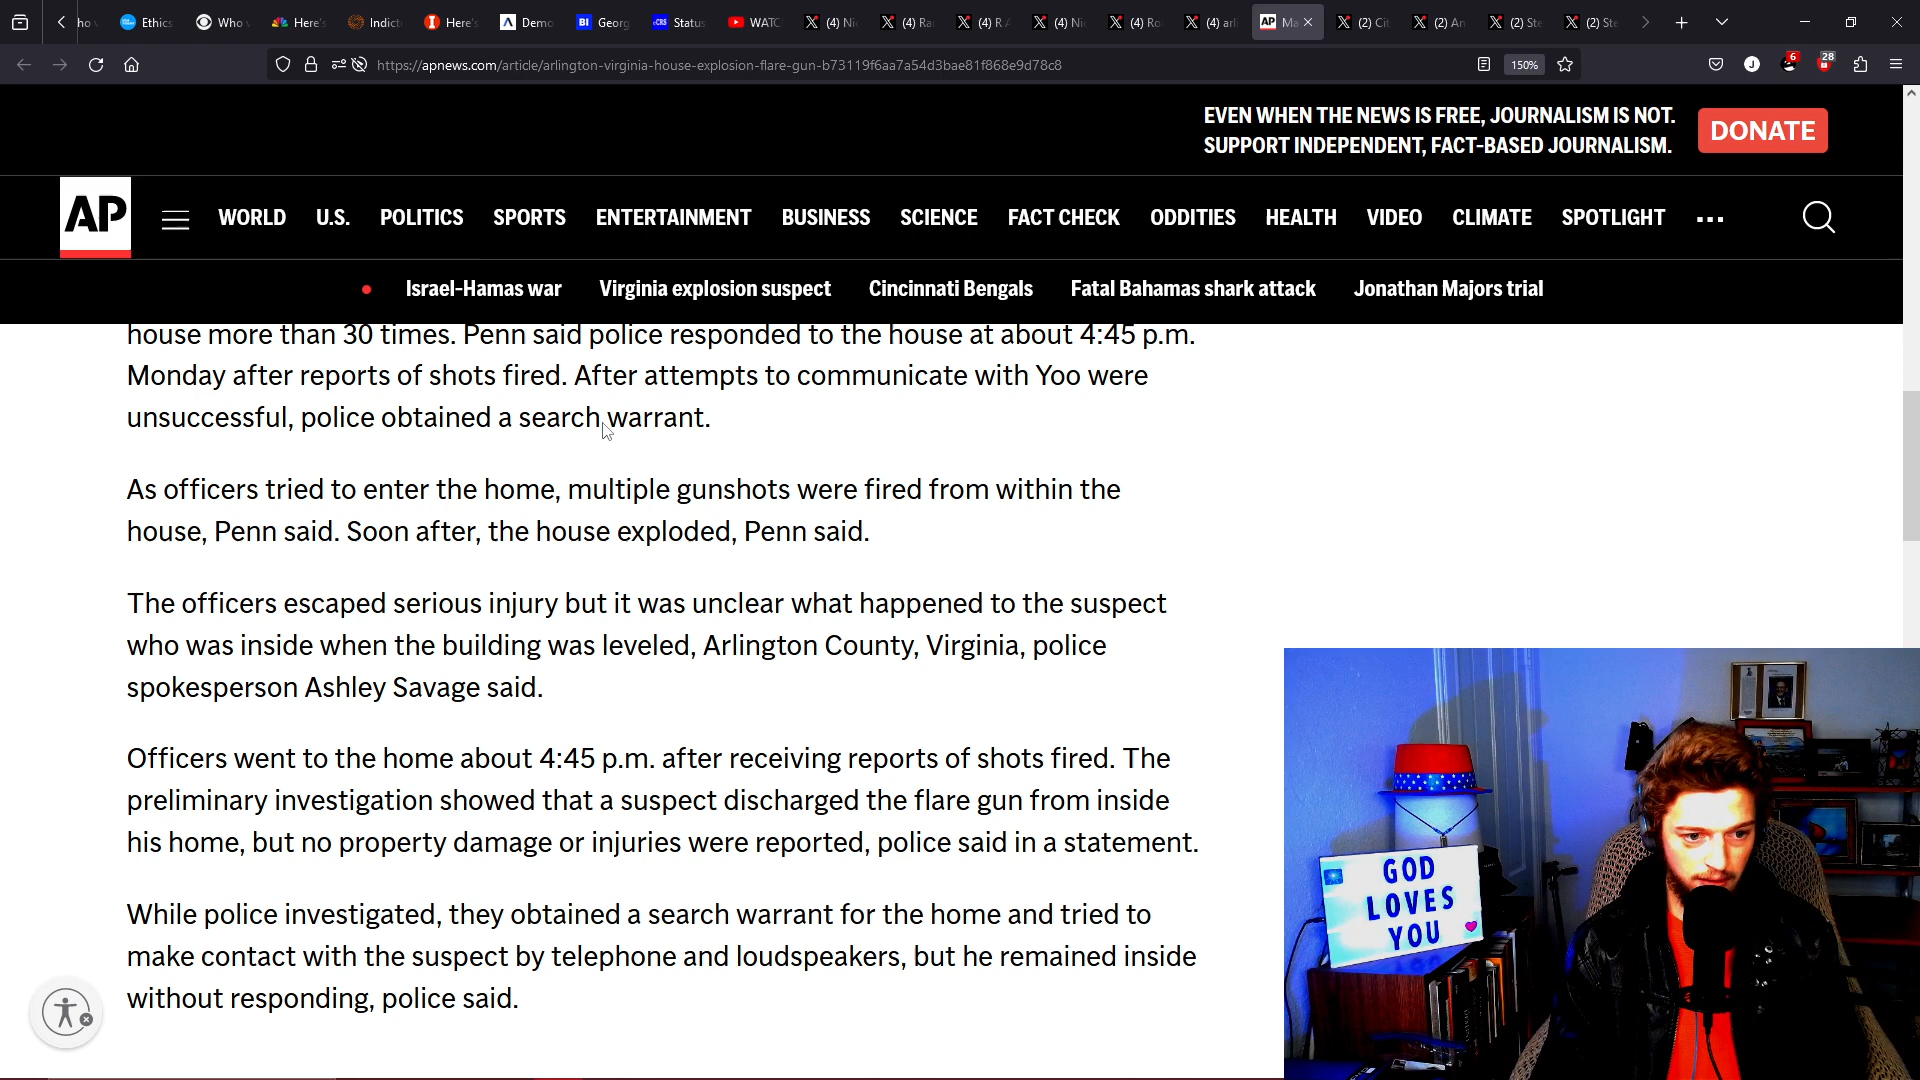 ho v
Ethics
Who v
Here's
Indict
Here's
Demo
BI
Georg
CRS
Status
WATC
(4) Ni
(4) Ra
(4) R A
(4) Ni
(4) Ro
(4) arl
AP
Ma
(2) Cit
(2) An
(2) Ste
(2) Ste
https://apnews.com/article/arlington-virginia-house-explosion-flare-gun-b73119f6aa7a54d3bae81f868e9d78c8
150%
J
6
28
EVEN WHEN THE NEWS IS FREE, JOURNALISM IS NOT.
SUPPORT INDEPENDENT, FACT-BASED JOURNALISM.
DONATE
AP
WORLD
U.S.
POLITICS
SPORTS
ENTERTAINMENT
BUSINESS
SCIENCE
FACT CHECK
ODDITIES
HEALTH
VIDEO
CLIMATE
SPOTLIGHT
Israel-Hamas war
Virginia explosion suspect
Cincinnati Bengals
Fatal Bahamas shark attack
Jonathan Majors trial
house more than 30 times. Penn said police responded to the house at about 4:45 p.m.
Monday after reports of shots fired. After attempts to communicate with Yoo were
unsuccessful, police obtained a search warrant.
As officers tried to enter the home, multiple gunshots were fired from within the
house, Penn said. Soon after, the house exploded, Penn said.
The officers escaped serious injury but it was unclear what happened to the suspect
who was inside when the building was leveled, Arlington County, Virginia, police
spokesperson Ashley Savage said.
Officers went to the home about 4:45 p.m. after receiving reports of shots fired. The
preliminary investigation showed that a suspect discharged the flare gun from inside
his home, but no property damage or injuries were reported, police said in a statement.
While police investigated, they obtained a search warrant for the home and tried to
make contact with the suspect by telephone and loudspeakers, but he remained inside
without responding, police said.
GOD
LOVES
YOU